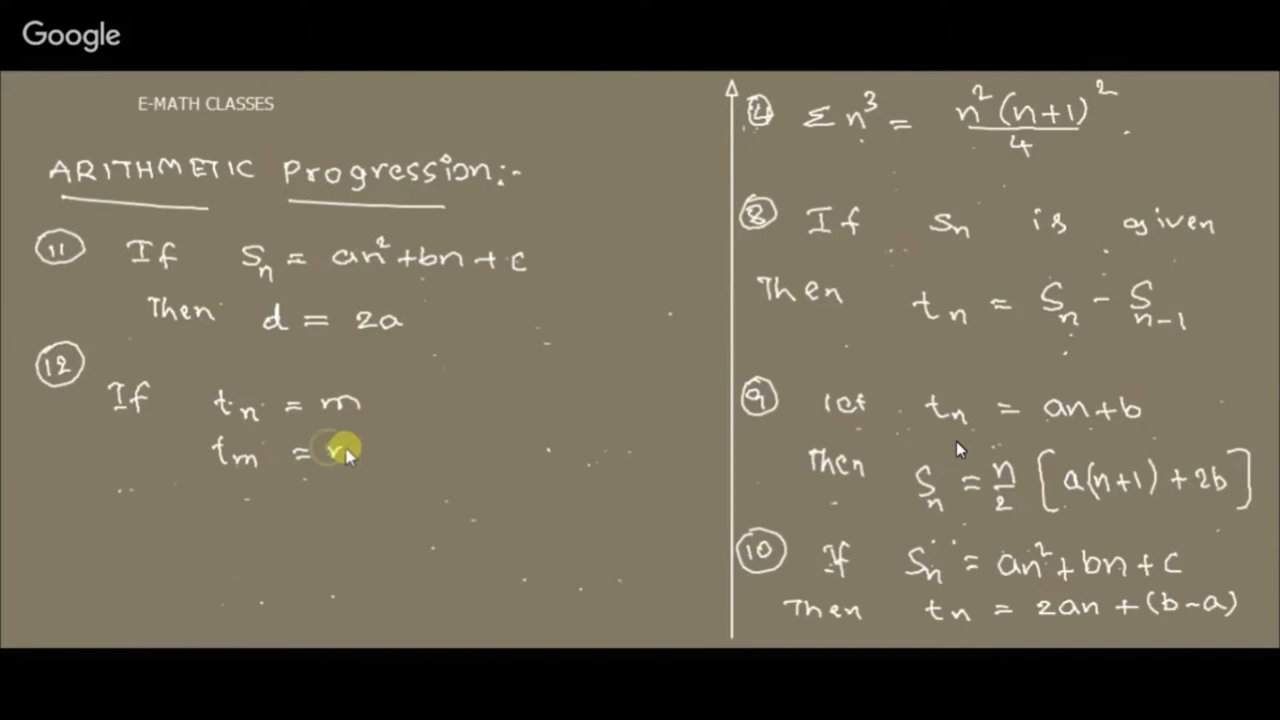 Google
E-MATH CLASSES
ARITHMETIC Progression:-
⑪ If Sₙ = an² + bn + c
Then d = 2a
⑫
If tₙ = m
tₘ =
④ Σn³ = n²(n+1)²/4
⑧ If Sₙ is given
Then tₙ = Sₙ - Sₙ₋₁
⑨ let tₙ = an+b
Then Sₙ = n/2 [a(n+1) + 2b]
⑩ If Sₙ = an² + bn + c
Then tₙ = 2an + (b-a)